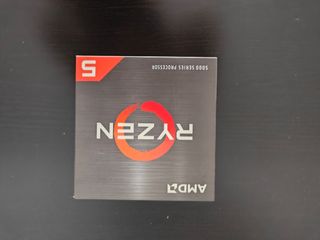 AMD
RYZEN
5000 SERIES PROCESSOR
5